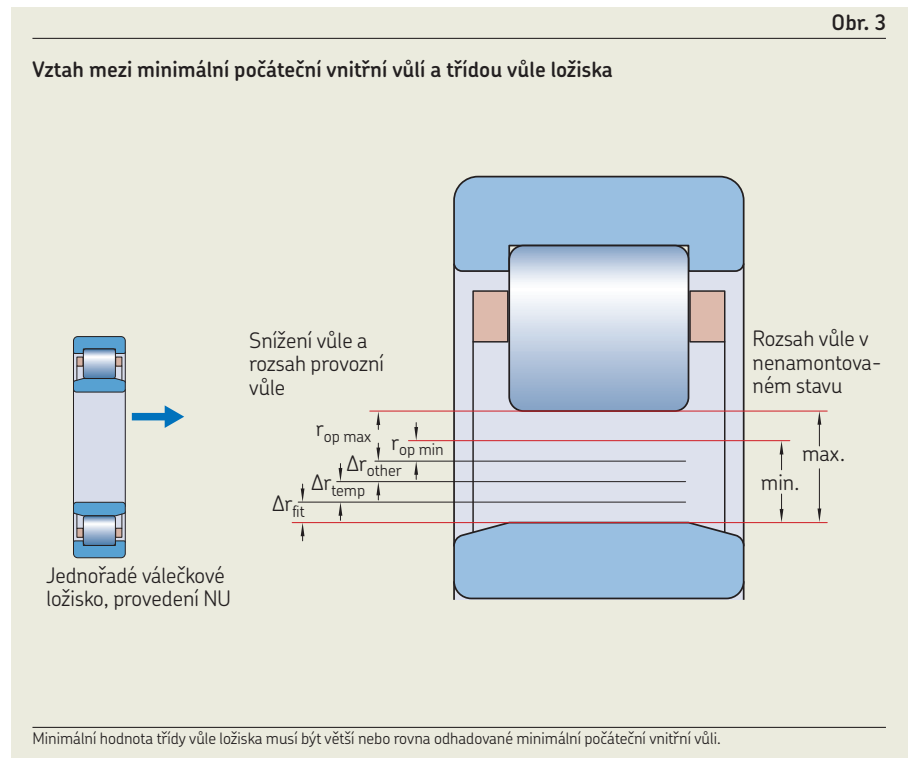 Obr. 3
Vztah mezi minimální počáteční vnitřní vůlí a třídou vůle ložiska
Snížení vůle a
rozsah provozní
vůle
Rozsah vůle v
nenamontova-
ném stavu
r op max
r op min
Δr other
Δr temp
Δr fit
max.
min.
Jednořadé válečkové
ložisko, provedení NU
Minimální hodnota třídy vůle ložiska musí být větší nebo rovna odhadované minimální počáteční vnitřní vůli.